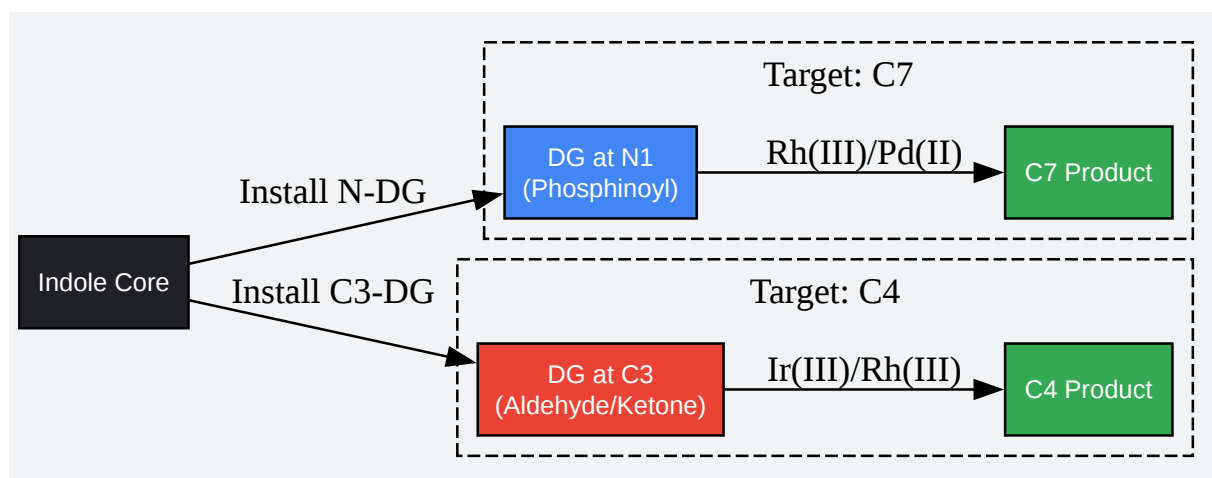 Target: C7
DG at N1
(Phosphinoyl)
Rh(III)/Pd(II)
C7 Product
Install N-DG
Indole Core
Install C3-DG
Target: C4
DG at C3
(Aldehyde/Ketone)
Ir(III)/Rh(III)
C4 Product